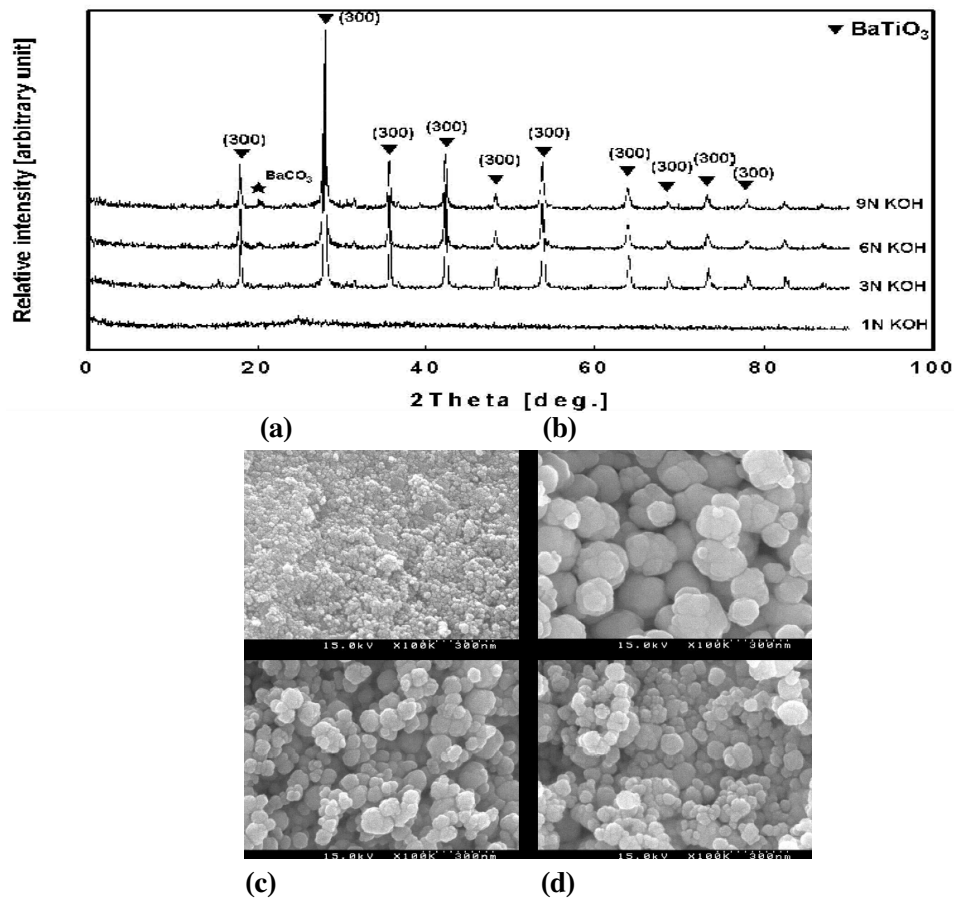 (300)
▼ BaTiO3
(300)
BaCO3
(300)
(300)
(300)
(300)
(300)
(300)
(300)
(300)
9N KOH
6N KOH
3N KOH
1N KOH
Relative intensity [arbitrary unit]
0 20 40 60 80 100
2Theta [deg.]
(a) (b)
15.0kV X100K 300nm
15.0kV X100K 300nm
15.0kV X100K 300nm
15.0kV X100K 300nm
(c) (d)